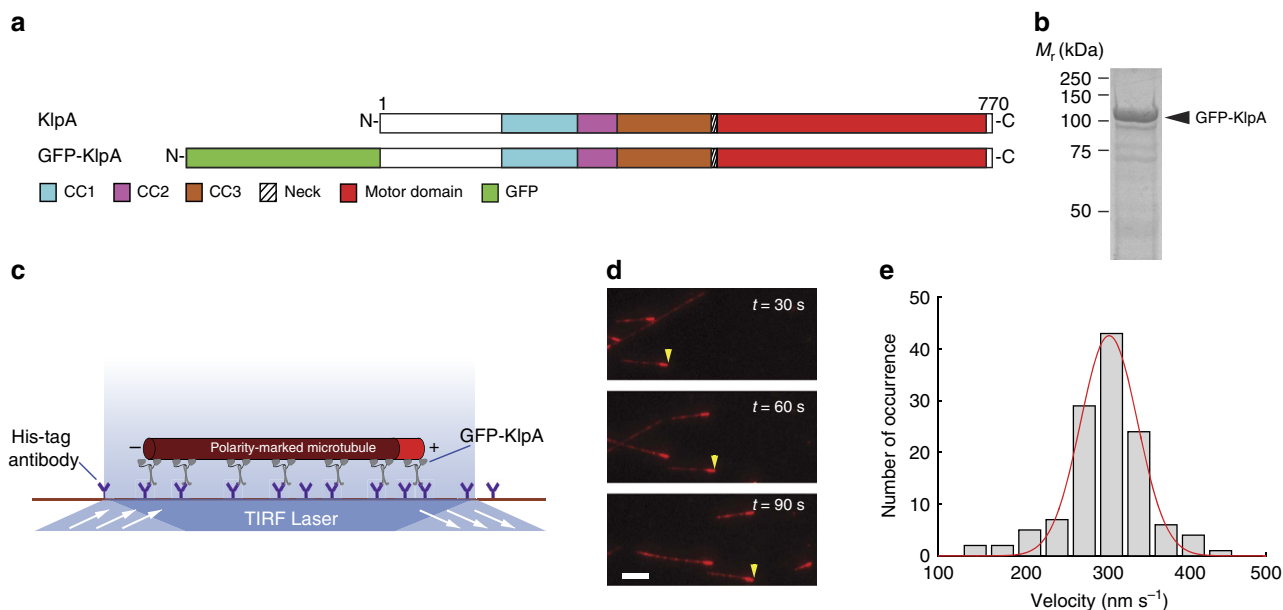 a
1 770
KlpA N- -C
GFP-KlpA N- -C
CC1 CC2 CC3 Neck Motor domain GFP
b
Mr (kDa)
250
150
100
75
50
GFP-KlpA
c
His-tag
antibody
GFP-KlpA
– Polarity-marked microtubule +
TIRF Laser
d
t = 30 s
t = 60 s
t = 90 s
e
Number of occurrence
50
40
30
20
10
0
100 200 300 400 500
Velocity (nm s⁻¹)